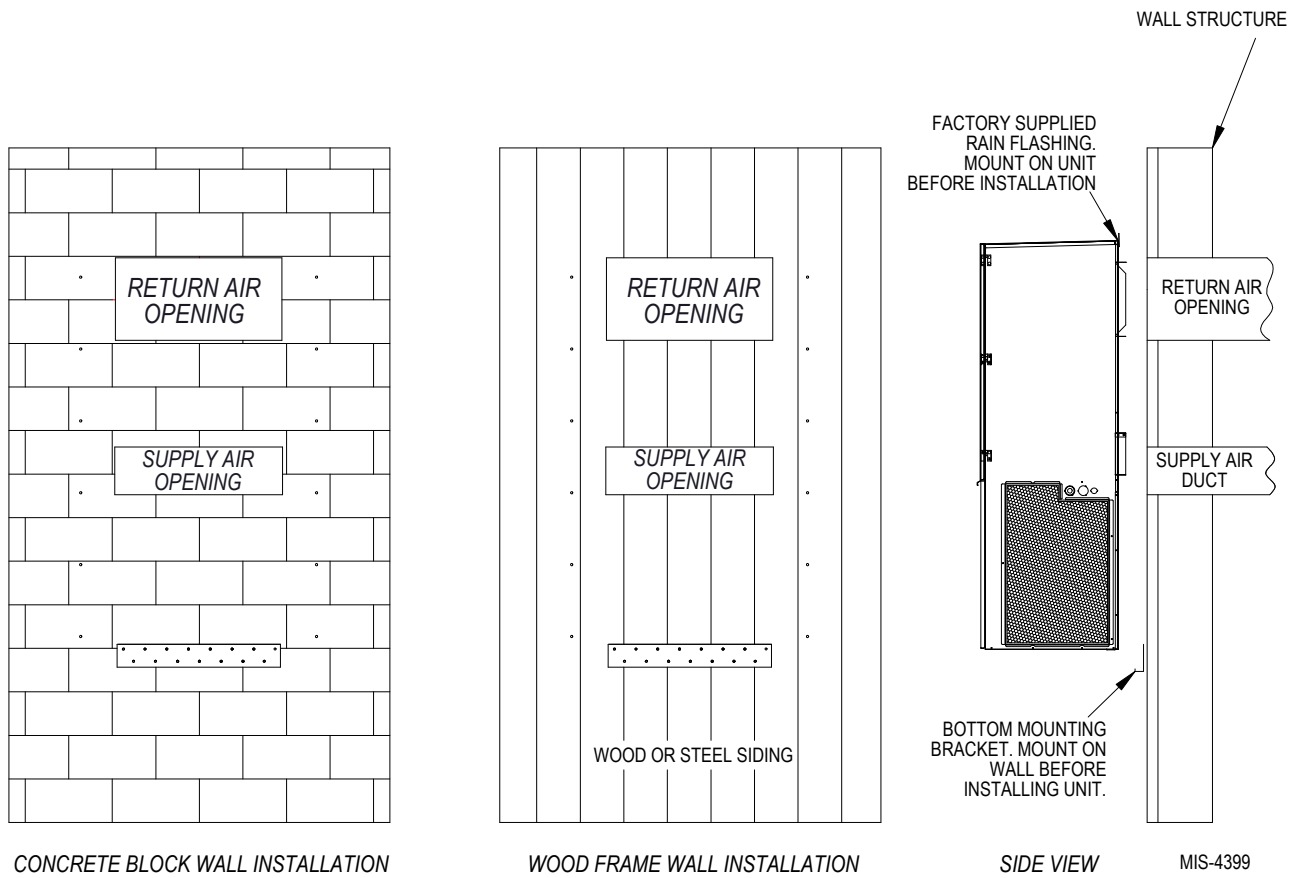 WALL STRUCTURE
FACTORY SUPPLIED
RAIN FLASHING.
MOUNT ON UNIT
BEFORE INSTALLATION
RETURN AIR
OPENING
RETURN AIR
OPENING
RETURN AIR
OPENING
SUPPLY AIR
OPENING
SUPPLY AIR
OPENING
SUPPLY AIR
DUCT
WOOD OR STEEL SIDING
BOTTOM MOUNTING
BRACKET. MOUNT ON
WALL BEFORE
INSTALLING UNIT.
CONCRETE BLOCK WALL INSTALLATION
WOOD FRAME WALL INSTALLATION
SIDE VIEW
MIS-4399